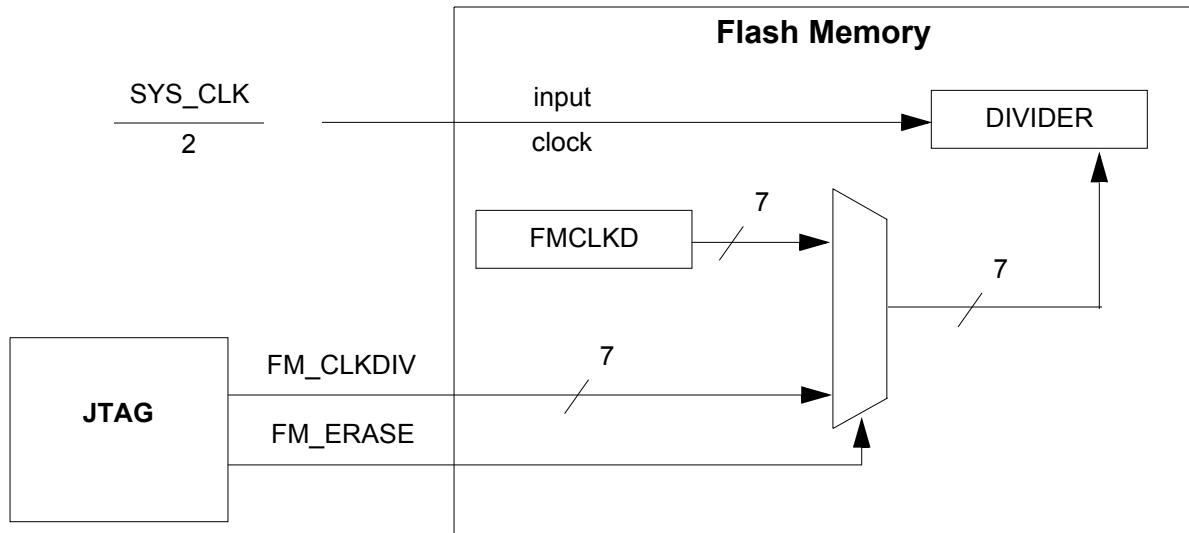 Flash Memory
SYS_CLK
2
input
clock
DIVIDER
7
FMCLKD
7
7
FM_CLKDIV
JTAG
FM_ERASE